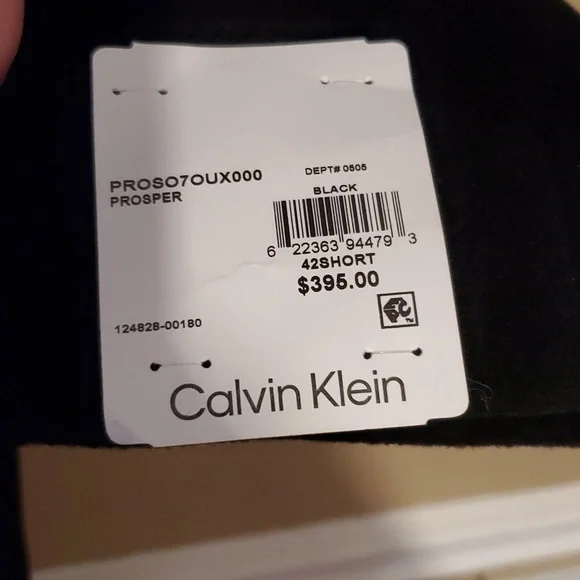 PROSO7OUX000
PROSPER
DEPT# 0505
BLACK
6 22363 94479 3
42SHORT
$395.00
124828-00180
Calvin Klein